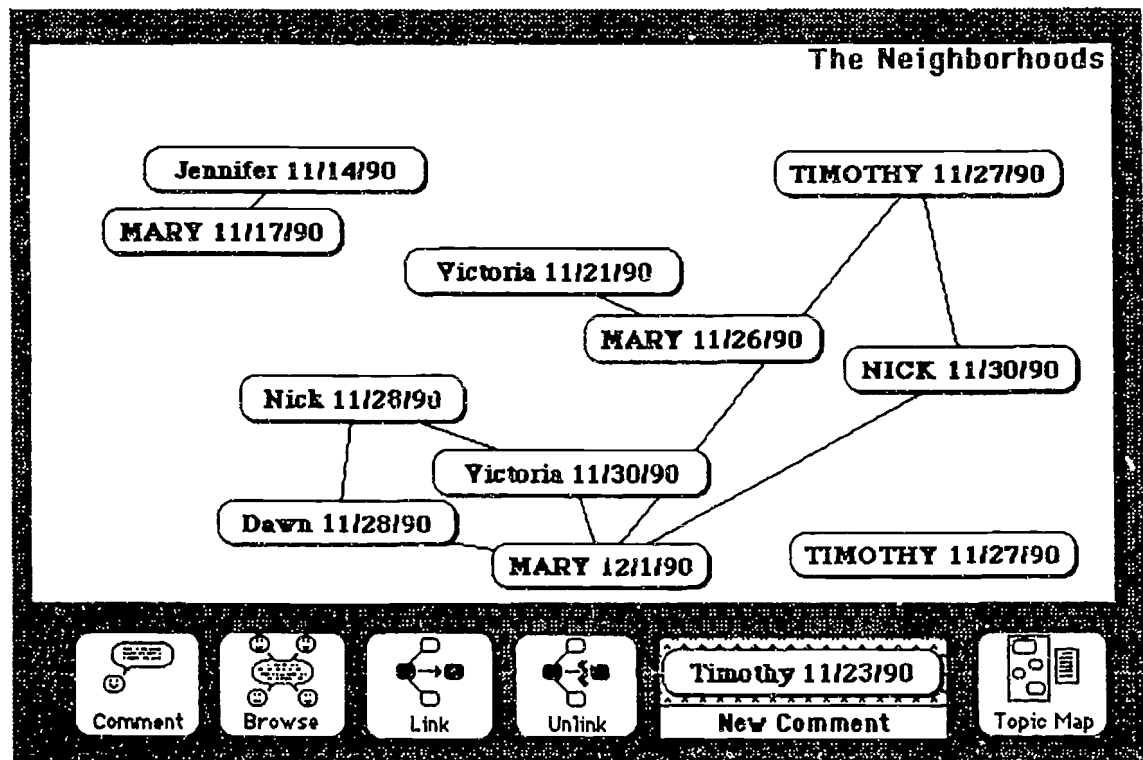 The Neighborhoods
Jennifer 11/14/90
TIMOTHY 11/27/90
MARY 11/17/90
Victoria 11/21/90
MARY 11/26/90
NICK 11/30/90
Nick 11/28/90
Victoria 11/30/90
Dawn 11/28/90
TIMOTHY 11/27/90
MARY 12/1/90
Timothy 11/23/90
Comment
Browse
Link
Unlink
New Comment
Topic Map